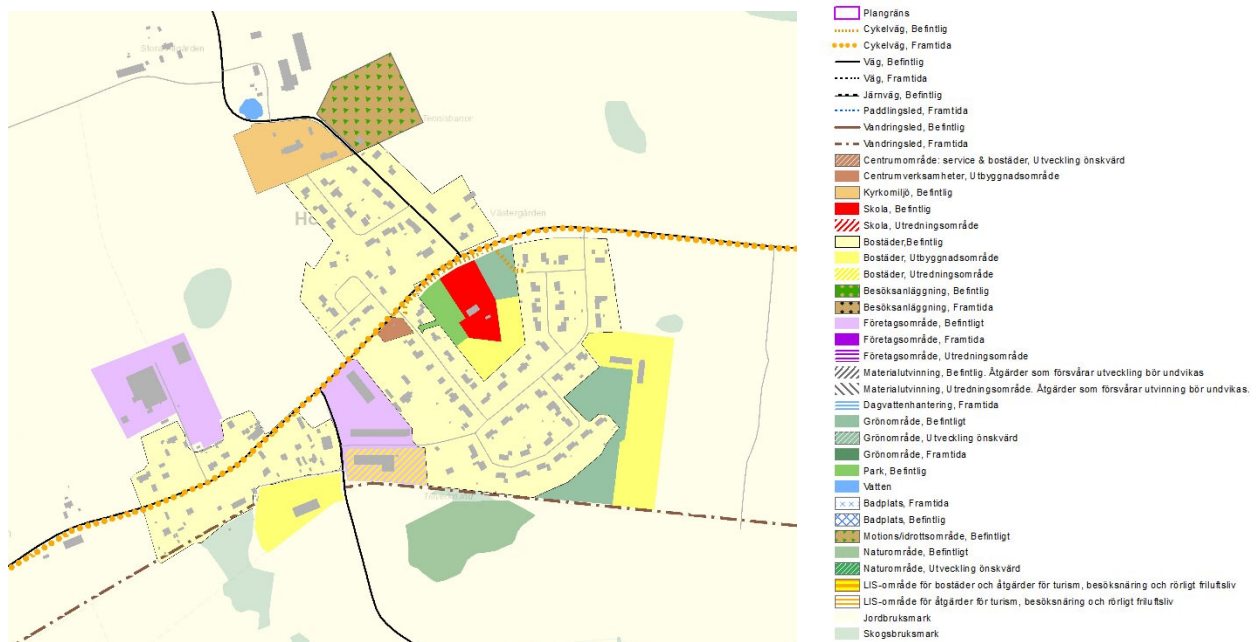 Tennisbanor
Ho
Västergården
Plangräns
Cykelväg, Befintlig
Cykelväg, Framtida
Väg, Befintlig
Väg, Framtida
Järnväg, Befintlig
Paddlingsled, Framtida
Vandringsled, Befintlig
Vandringsled, Framtida
Centrumområde: service & bostäder, Utveckling önskvärd
Centrumverksamheter, Utbyggnadsområde
Kyrkomiljö, Befintlig
Skola, Befintlig
Skola, Utredningsområde
Bostäder,Befintlig
Bostäder, Utbyggnadsområde
Bostäder, Utredningsområde
Besöksanläggning, Befintlig
Besöksanläggning, Framtida
Företagsområde, Befintligt
Företagsområde, Framtida
Företagsområde, Utredningsområde
Materialutvinning, Befintlig. Åtgärder som försvårar utveckling bör undvikas
Materialutvinning, Utredningsområde. Åtgärder som försvårar utvinning bör undvikas.
Dagvattenhantering, Framtida
Grönområde, Befintligt
Grönområde, Utveckling önskvärd
Grönområde, Framtida
Park, Befintlig
Vatten
Badplats, Framtida
Badplats, Befintlig
Motions/idrottsområde, Befintligt
Naturområde, Befintligt
Naturområde, Utveckling önskvärd
LIS-område för bostäder och åtgärder för turism, besöksnäring och rörligt friluftsliv
LIS-område för åtgärder för turism, besöksnäring och rörligt friluftsliv
Jordbruksmark
Skogsbruksmark